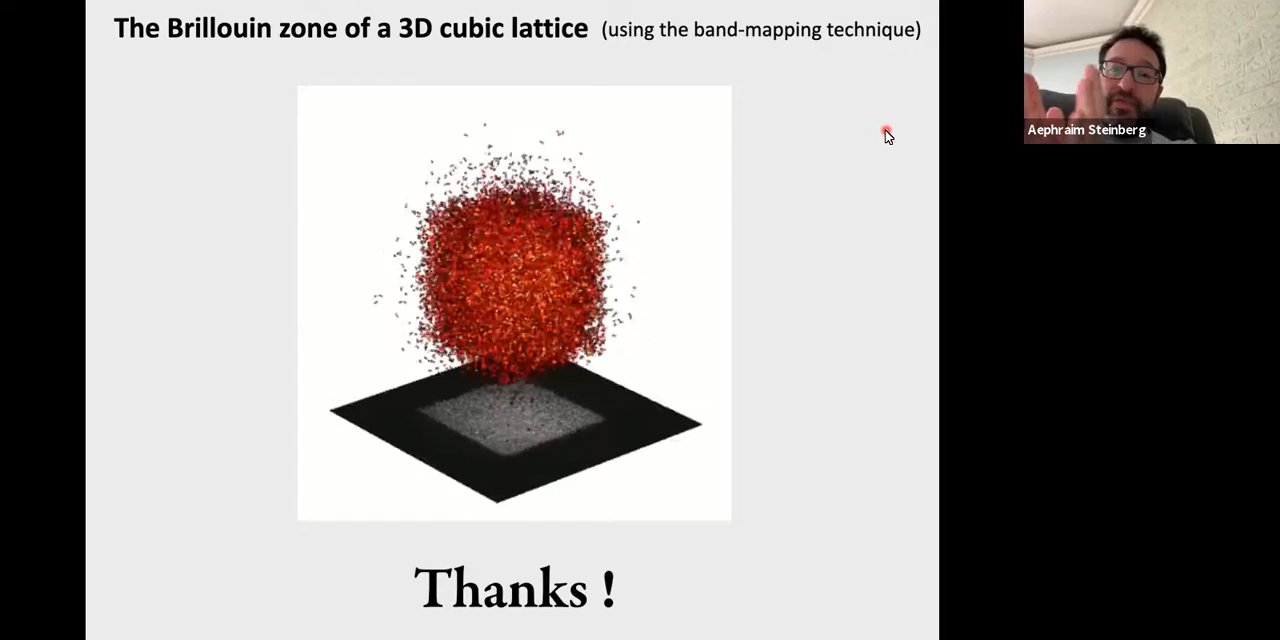 The Brillouin zone of a 3D cubic lattice (using the band-mapping technique)
Aephraim Steinberg
Thanks !